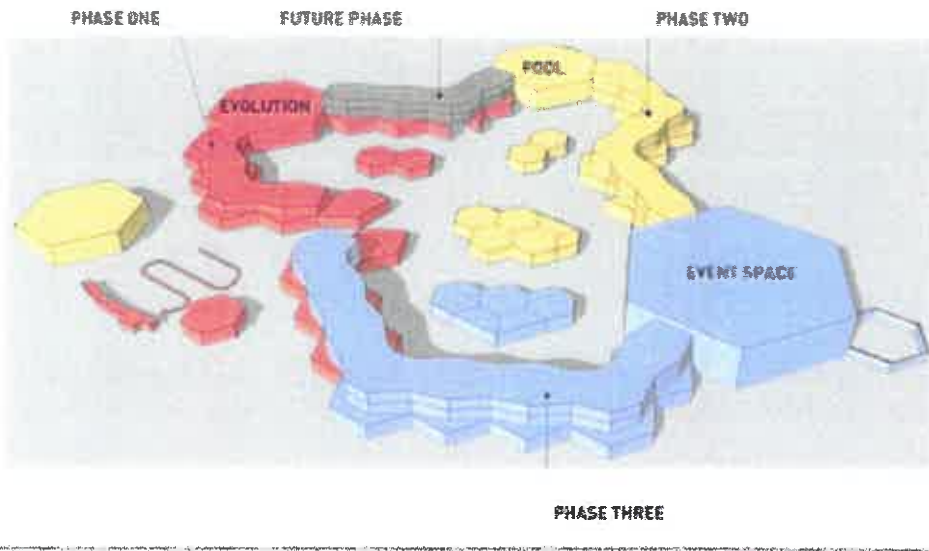 PHASE ONE
FUTURE PHASE
PHASE TWO
POOL
EVOLUTION
EVENT SPACE
PHASE THREE